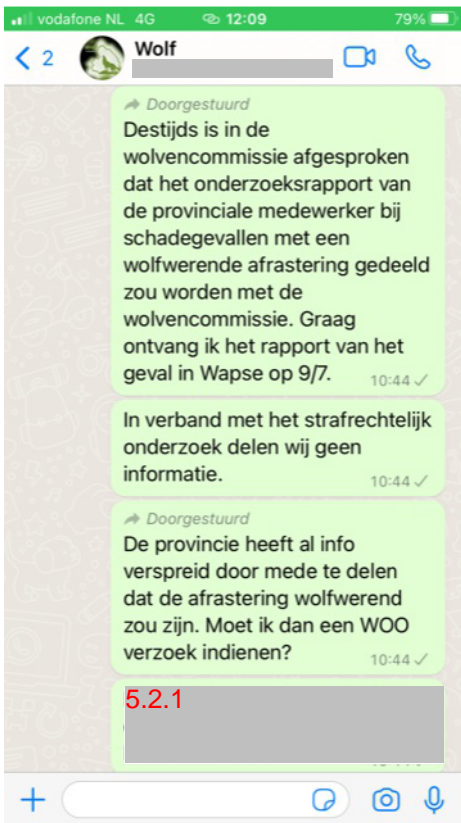 vodafone NL 4G 12:09 79%
2 Wolf
Doorgestuurd
Destijds is in de
wolvencommissie afgesproken
dat het onderzoeksrapport van
de provinciale medewerker bij
schadegevallen met een
wolfwerende afrastering gedeeld
zou worden met de
wolvencommissie. Graag
ontvang ik het rapport van het
geval in Wapse op 9/7. 10:44
In verband met het strafrechtelijk
onderzoek delen wij geen
informatie. 10:44
Doorgestuurd
De provincie heeft al info
verspreid door mede te delen
dat de afrastering wolfwerend
zou zijn. Moet ik dan een WOO
verzoek indienen? 10:44
5.2.1